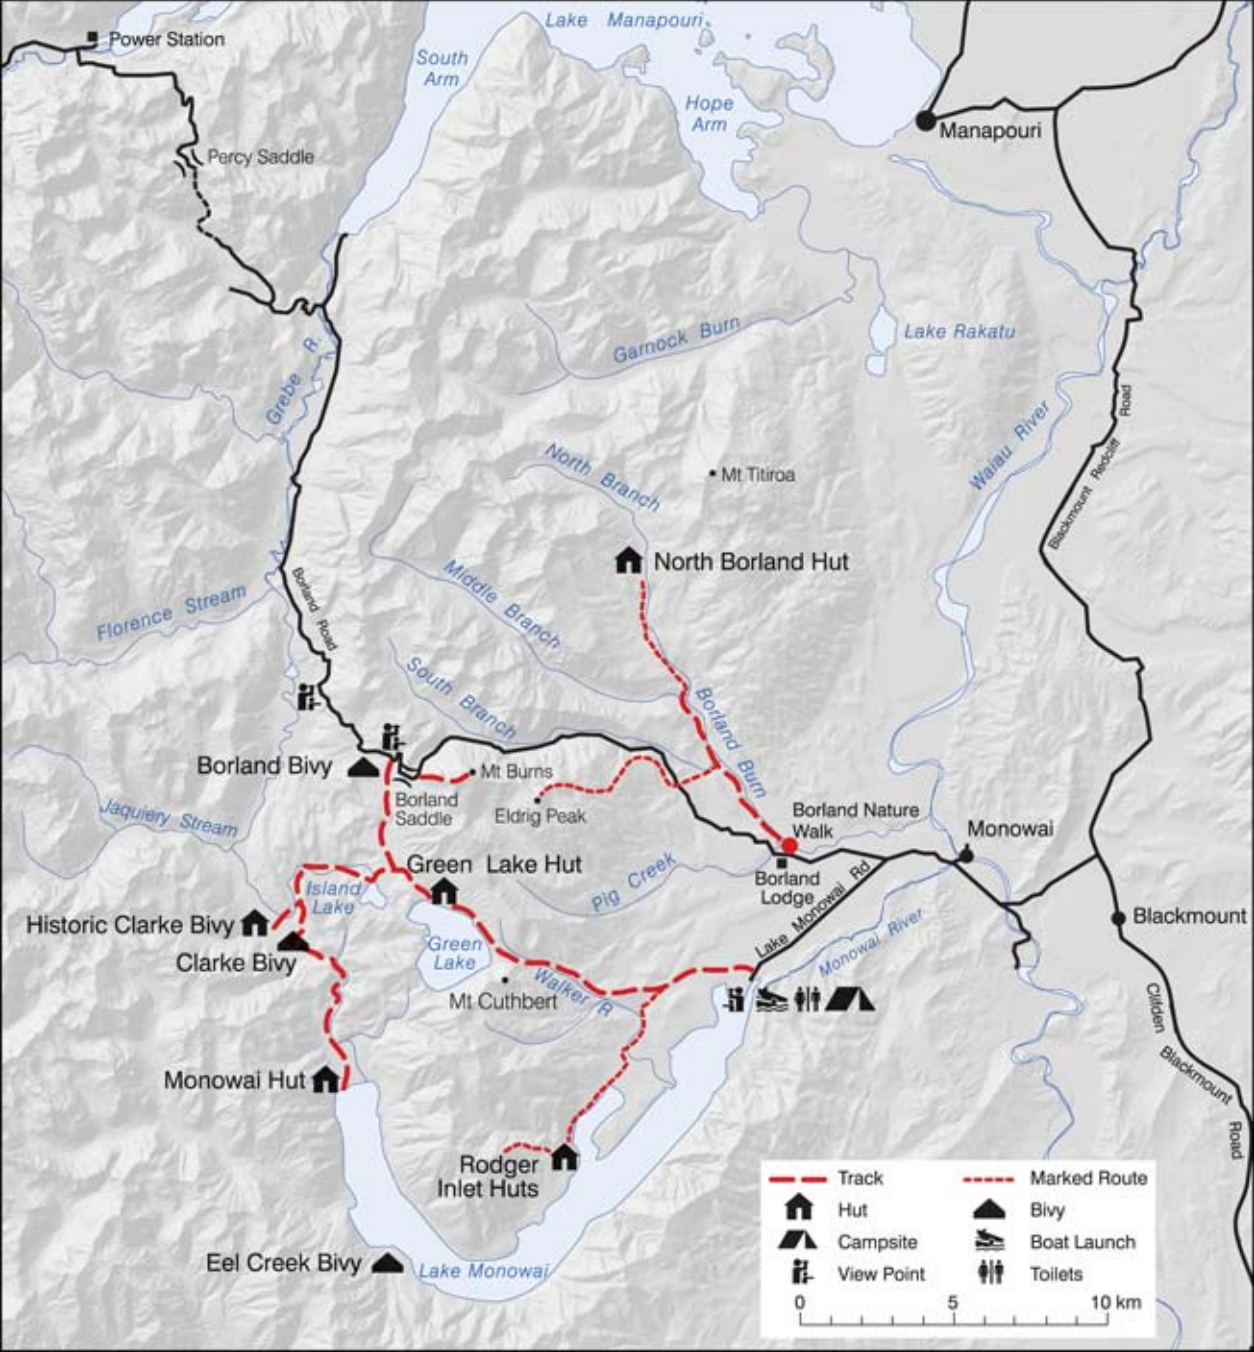 Lake Manapouri
Power Station
South
Arm
Hope
Arm
Manapouri
Percy Saddle
Garnock Burn
Lake Rakatu
Grebe R.
Road
Blackmount Redcliff
Waiau River
North Branch
Mt Titiroa
North Borland Hut
Middle Branch
Borland Road
Florence Stream
South Branch
Borland Burn
Borland Bivy
Mt Burns
Borland
Saddle
Eldrig Peak
Jaquiery Stream
Borland Nature
Walk
Monowai
Green Lake Hut
Pig Creek
Borland
Lodge
Lake Monowai Rd
Island
Lake
Historic Clarke Bivy
Clarke Bivy
Blackmount
Monowai River
Green
Lake
Walker R
Mt Cuthbert
Clifden
Blackmount
Road
Monowai Hut
Rodger
Inlet Huts
Eel Creek Bivy
Lake Monowai
Track
Marked Route
Hut
Bivy
Campsite
Boat Launch
View Point
Toilets
0 5 10 km